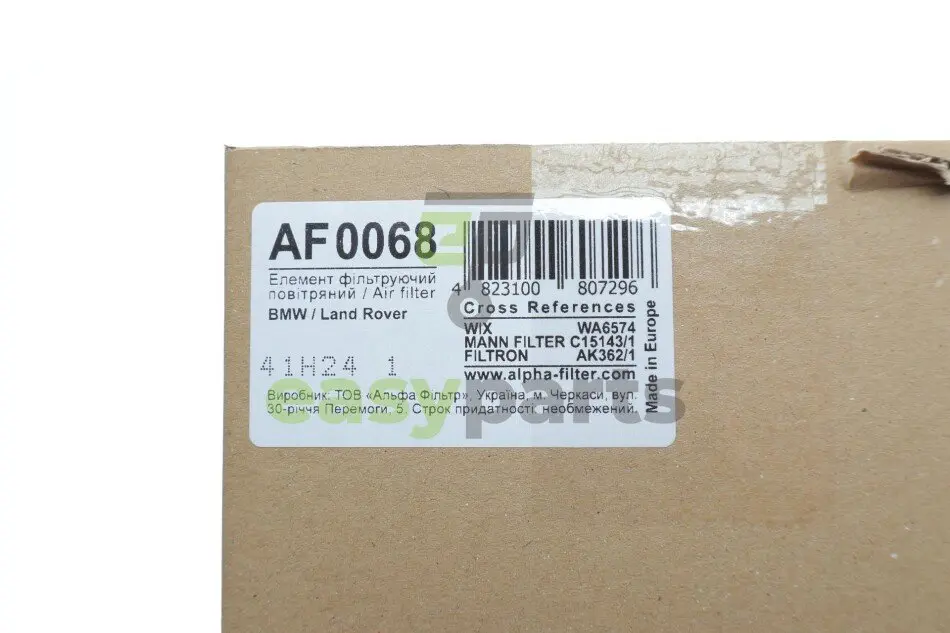 AF0068
Елемент фільтруючий
повітряний / Air filter
BMW / Land Rover
41H24 1
4 823100 807296
Cross References
WIX WA6574
MANN FILTER C15143/1
FILTRON AK362/1
www.alpha-filter.com
Made in Europe
Виробник: ТОВ «Альфа Фільтр», Україна, м. Черкаси, вул.
30-річчя Перемоги. 5. Строк придатності: необмежений.
easyparts